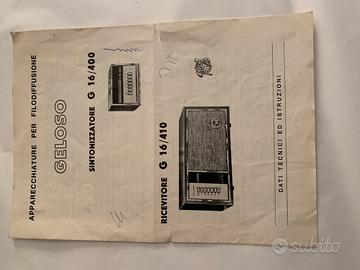 APPARECCHIATURE PER FILODIFFUSIONE
GELOSO
SINTONIZZATORE G 16/400
RICEVITORE G 16/410
DATI TECNICI ED ISTRUZIONI
subito